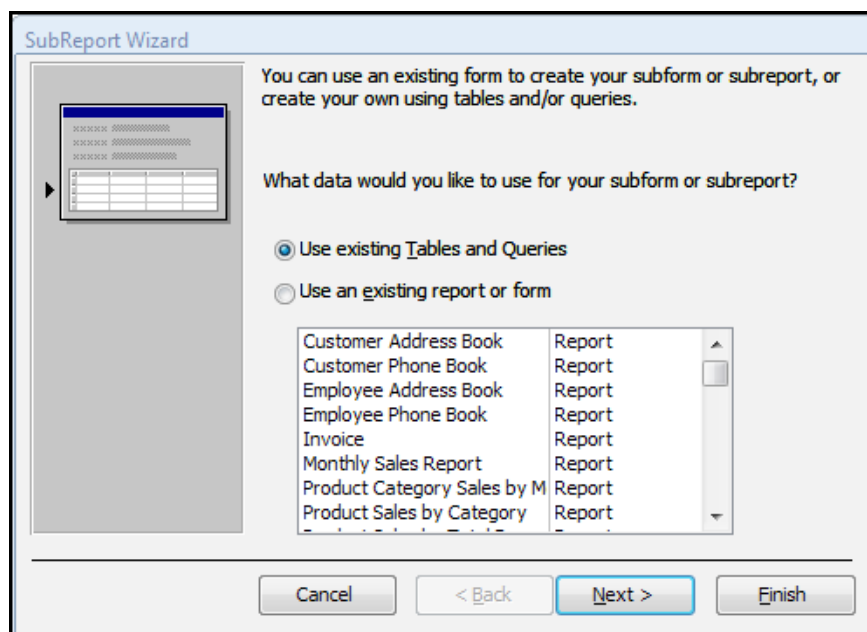 SubReport Wizard
You can use an existing form to create your subform or subreport, or
create your own using tables and/or queries.
What data would you like to use for your subform or subreport?
Use existing Tables and Queries
Use an existing report or form
Customer Address Book Report
Customer Phone Book Report
Employee Address Book Report
Employee Phone Book Report
Invoice Report
Monthly Sales Report Report
Product Category Sales by M Report
Product Sales by Category Report
Cancel < Back Next > Finish